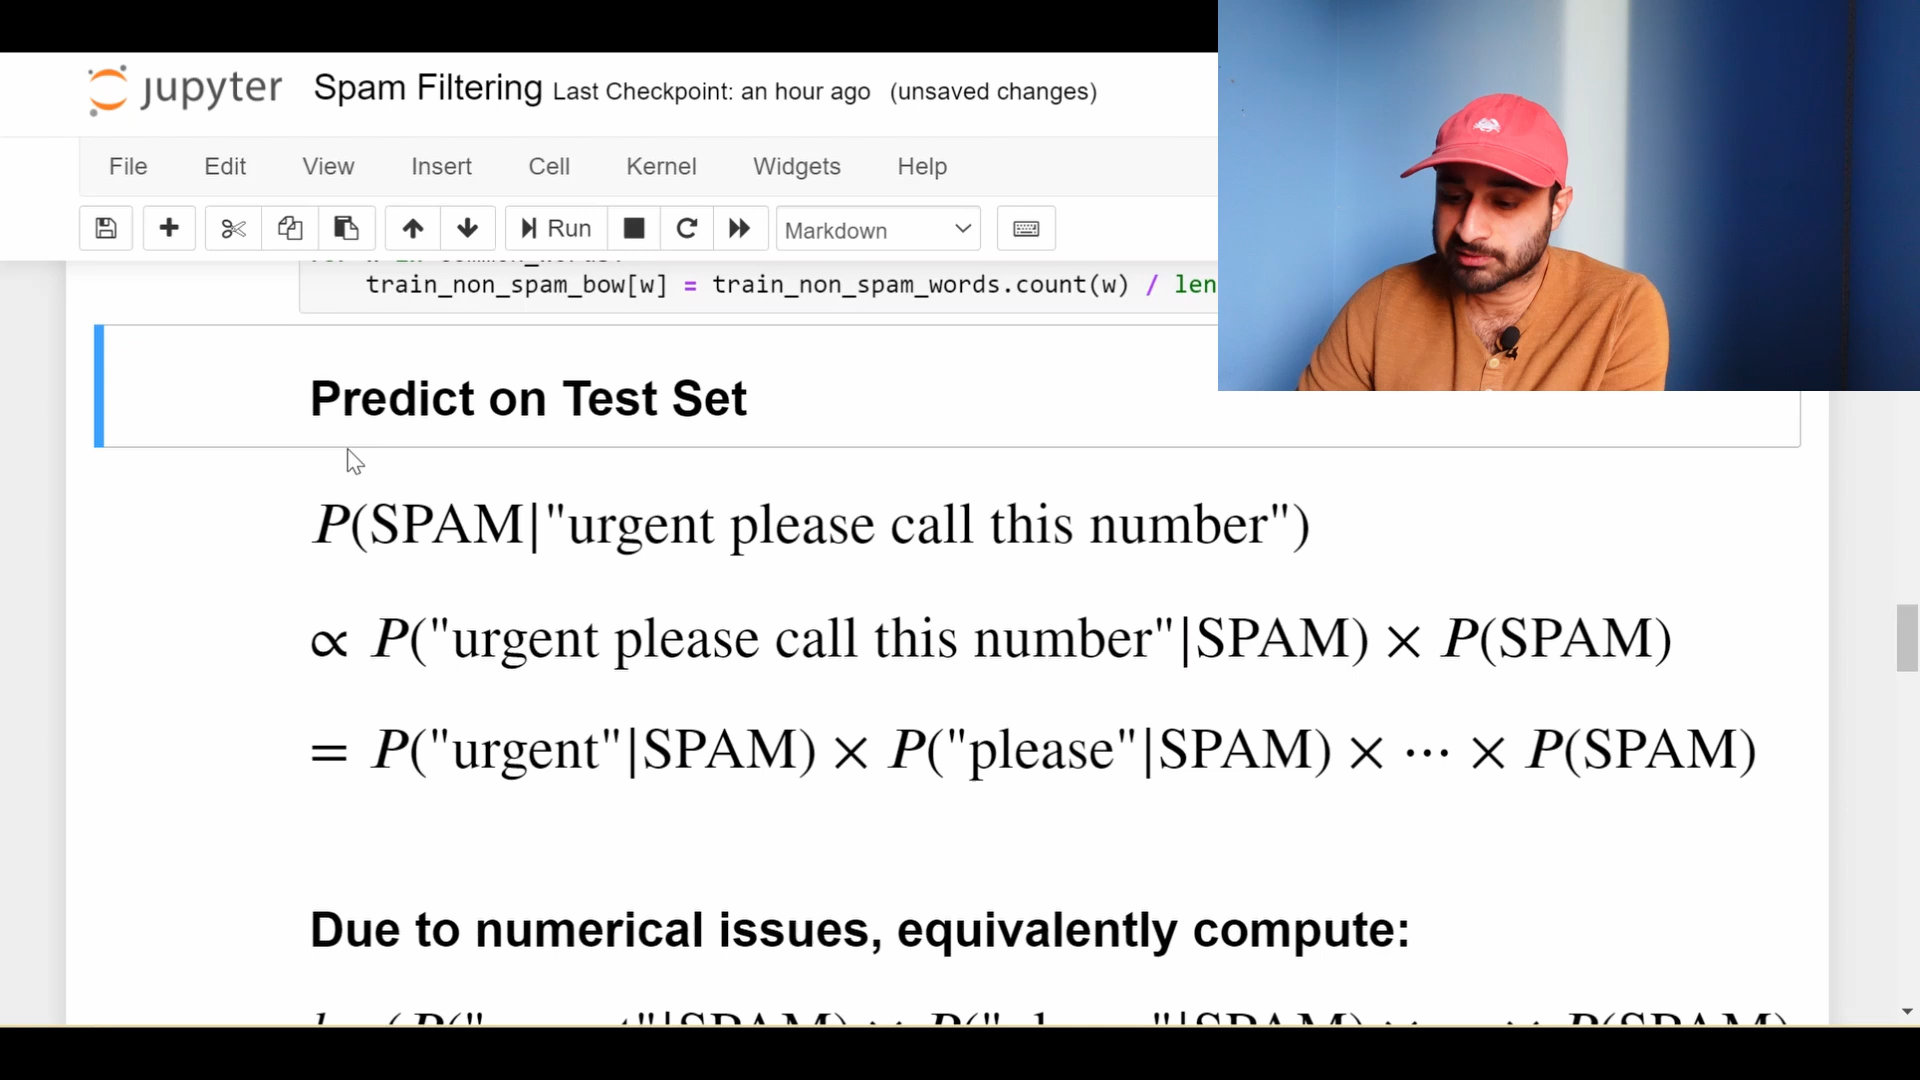 jupyter Spam Filtering Last Checkpoint: an hour ago (unsaved changes)
File Edit View Insert Cell Kernel Widgets Help
Run Markdown
train_non_spam_bow[w] = train_non_spam_words.count(w) / len
Predict on Test Set
P(SPAM|"urgent please call this number")
∝ P("urgent please call this number"|SPAM) × P(SPAM)
= P("urgent"|SPAM) × P("please"|SPAM) × ··· × P(SPAM)
Due to numerical issues, equivalently compute: